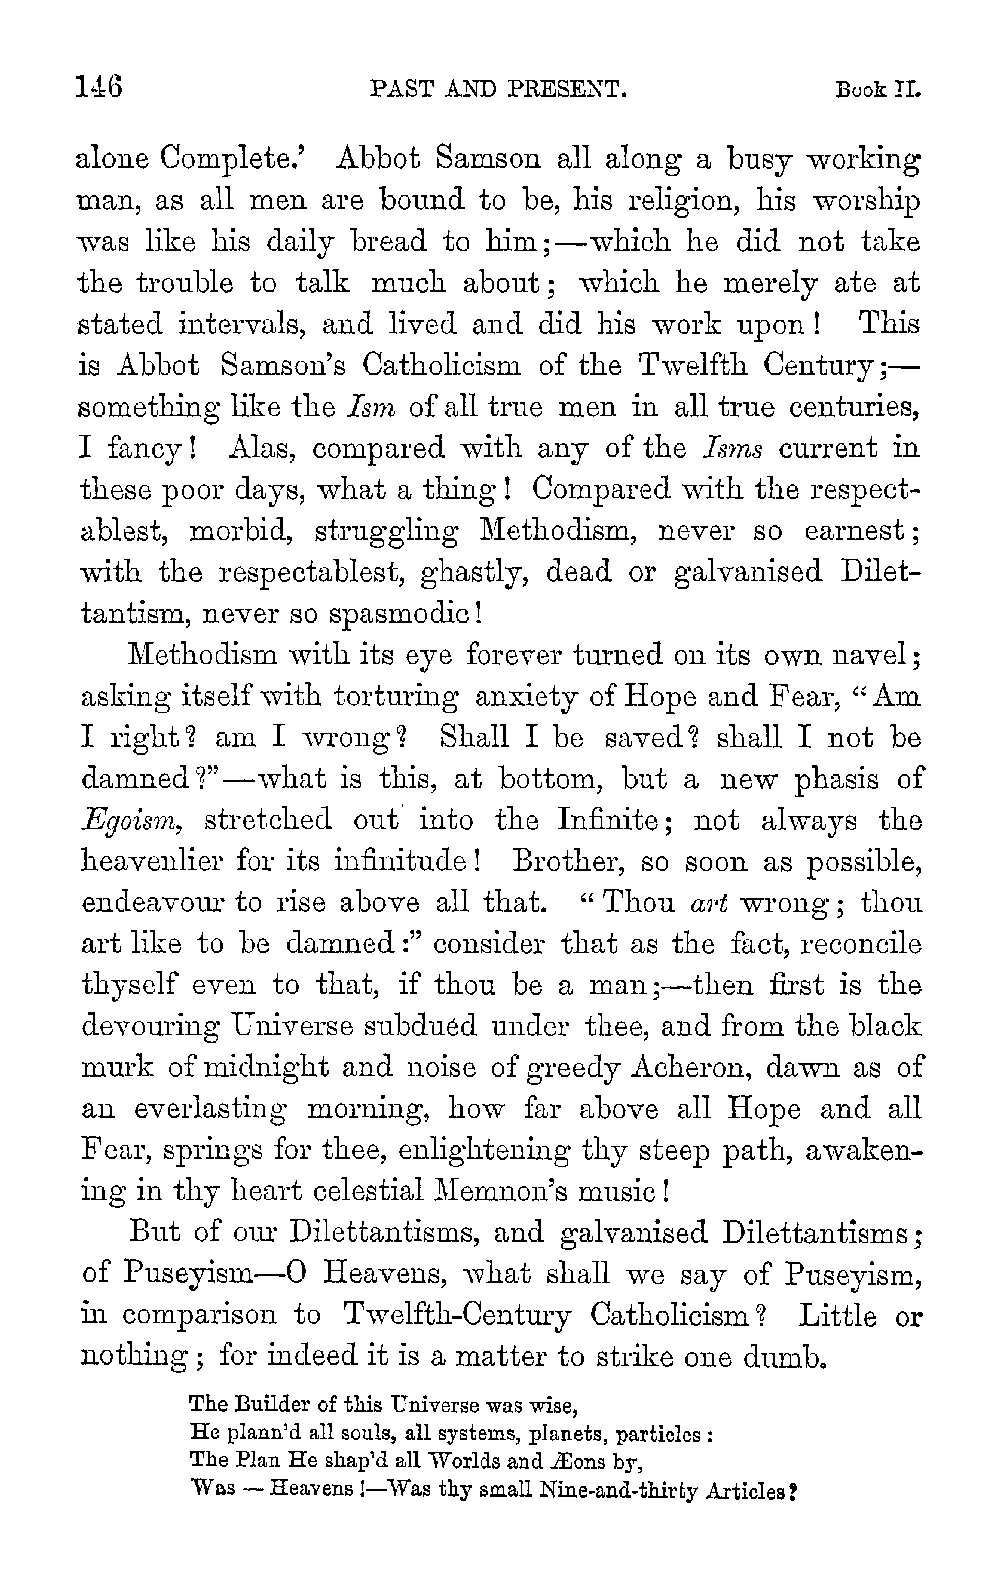 146 PAST AND PRESENT. Book II.
alone Complete.’ Abbot Samson all along a busy working
man, as all men are bound to be, his religion, his worship
was like his daily bread to him;—which he did not take
the trouble to talk much about; which he merely ate at
stated intervals, and lived and did his work upon! This
is Abbot Samson’s Catholicism of the Twelfth Century;—
something like the Ism of all true men in all true centuries,
I fancy! Alas, compared with any of the Isms current in
these poor days, what a thing! Compared with the respect-
ablest, morbid, struggling Methodism, never so earnest;
with the respectablest, ghastly, dead or galvanised Dilet-
tantism, never so spasmodic!
Methodism with its eye forever turned on its own navel;
asking itself with torturing anxiety of Hope and Fear, “Am
I right? am I wrong? Shall I be saved? shall I not be
damned?”—what is this, at bottom, but a new phasis of
Egoism, stretched out into the Infinite; not always the
heavenlier for its infinitude! Brother, so soon as possible,
endeavour to rise above all that. “Thou art wrong; thou
art like to be damned:” consider that as the fact, reconcile
thyself even to that, if thou be a man;—then first is the
devouring Universe subdued under thee, and from the black
murk of midnight and noise of greedy Acheron, dawn as of
an everlasting morning, how far above all Hope and all
Fear, springs for thee, enlightening thy steep path, awaken-
ing in thy heart celestial Memnon’s music!
But of our Dilettantisms, and galvanised Dilettantisms;
of Puseyism—O Heavens, what shall we say of Puseyism,
in comparison to Twelfth-Century Catholicism? Little or
nothing; for indeed it is a matter to strike one dumb.
The Builder of this Universe was wise,
He plann’d all souls, all systems, planets, particles:
The Plan He shap’d all Worlds and Æons by,
Was — Heavens!—Was thy small Nine-and-thirty Articles?